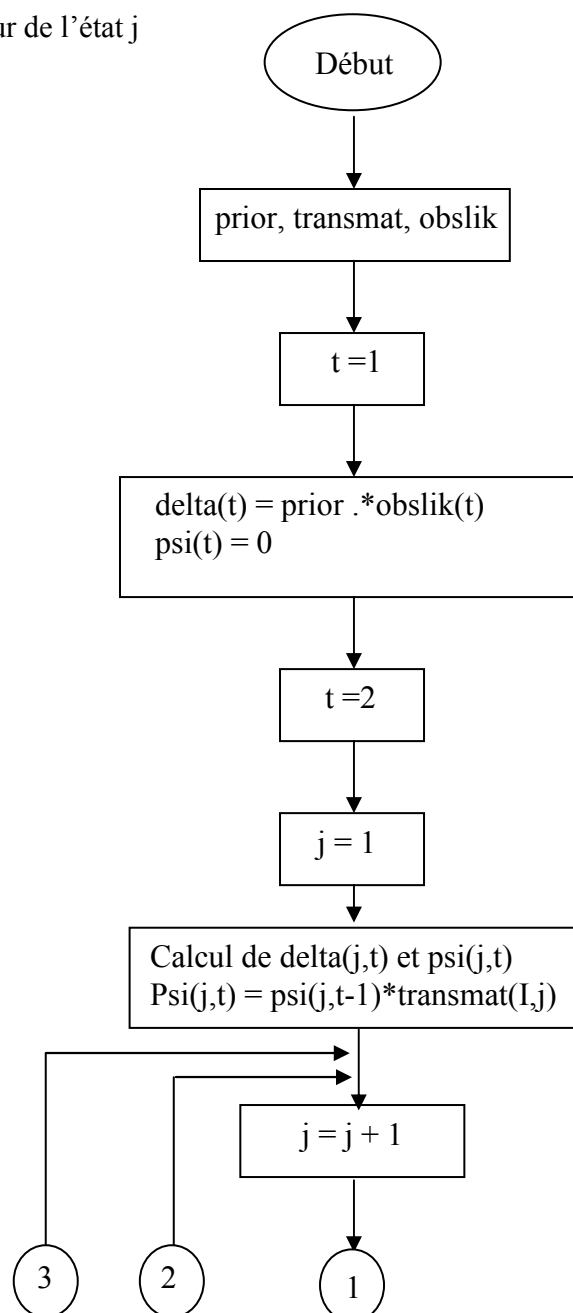 ur de l’état j
Début
prior, transmat, obslik
t =1
delta(t) = prior .*obslik(t)
psi(t) = 0
t =2
j = 1
Calcul de delta(j,t) et psi(j,t)
Psi(j,t) = psi(j,t-1)*transmat(I,j)
j = j + 1
3
2
1